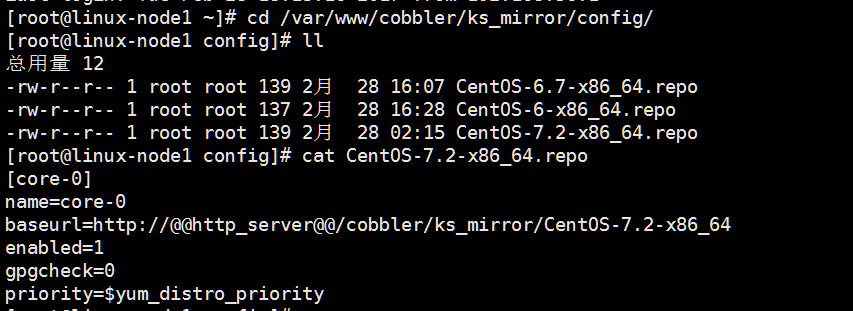 [root@linux-node1 ~]# cd /var/www/cobbler/ks_mirror/config/
[root@linux-node1 config]# ll
总用量 12
-rw-r--r-- 1 root root 139 2月  28 16:07 CentOS-6.7-x86_64.repo
-rw-r--r-- 1 root root 137 2月  28 16:28 CentOS-6-x86_64.repo
-rw-r--r-- 1 root root 139 2月  28 02:15 CentOS-7.2-x86_64.repo
[root@linux-node1 config]# cat CentOS-7.2-x86_64.repo
[core-0]
name=core-0
baseurl=http://@@http_server@@/cobbler/ks_mirror/CentOS-7.2-x86_64
enabled=1
gpgcheck=0
priority=$yum_distro_priority